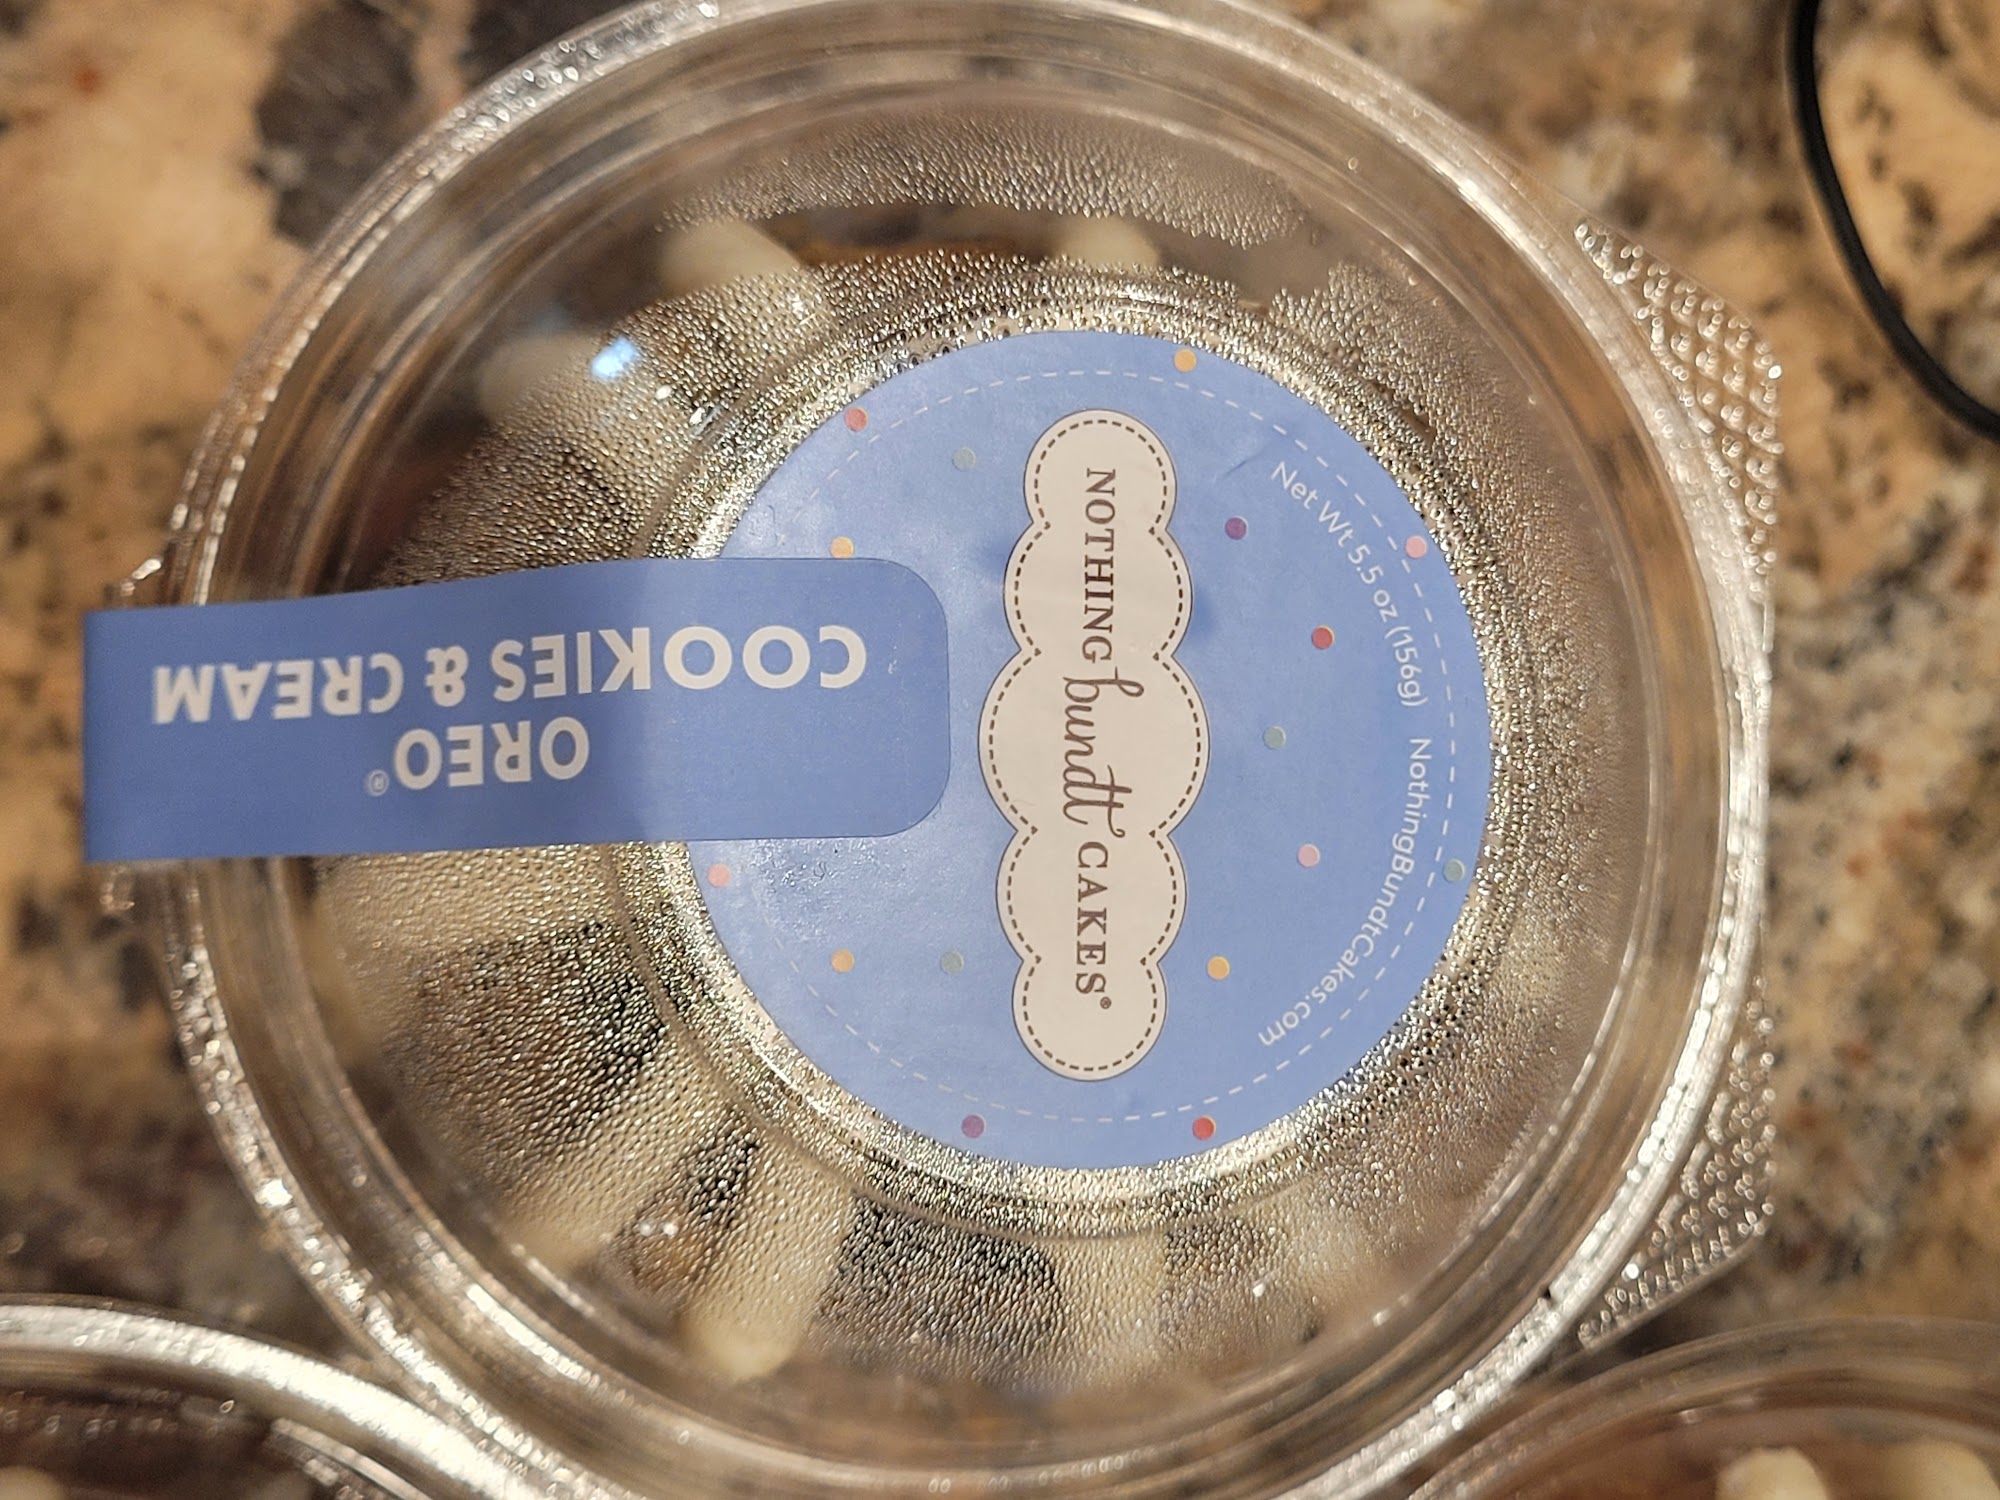 NOTHING bundt CAKES®
Net Wt 5.5 oz (156g) NothingBundtCakes.com
OREO®
COOKIES & CREAM